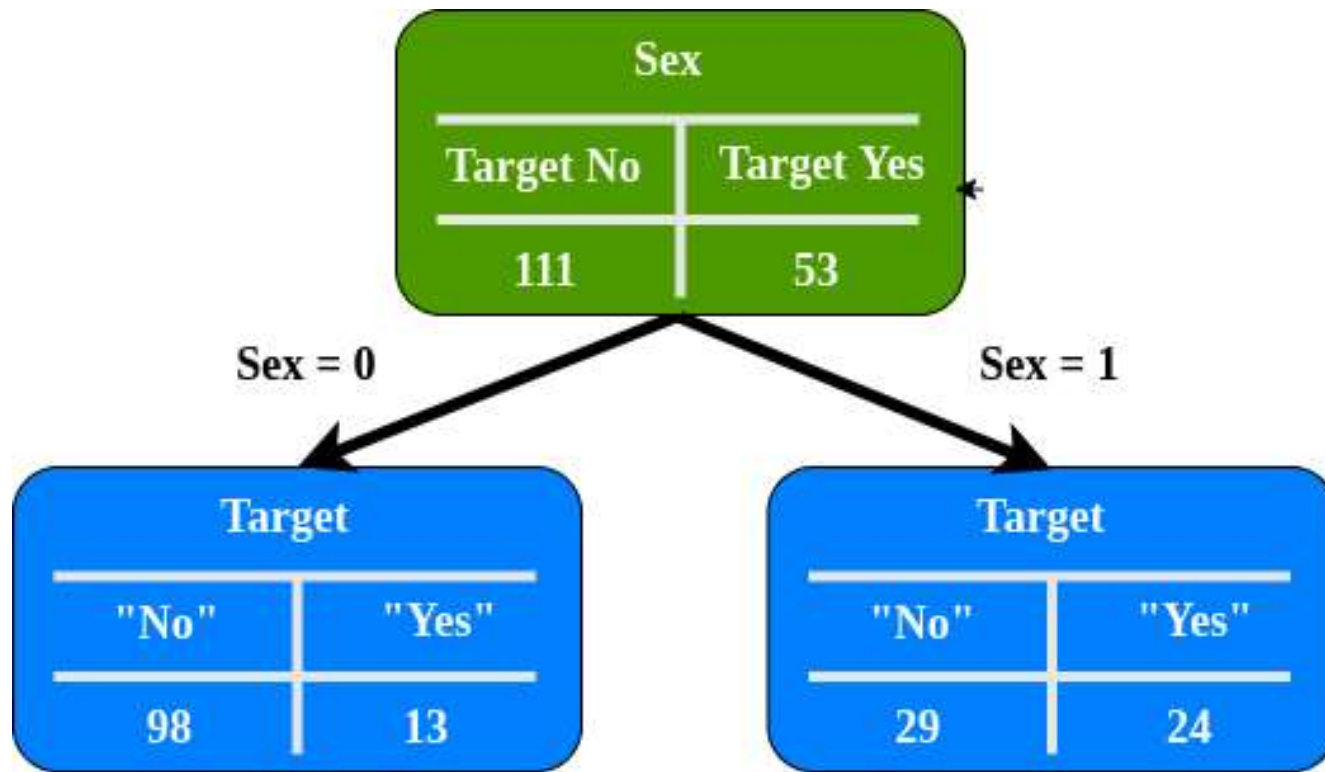 Sex
Target No Target Yes
111 53
Sex = 0 Sex = 1
Target Target
"No" "Yes" "No" "Yes"
98 13 29 24